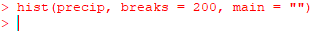 > hist(precip, breaks = 200, main = "")
>